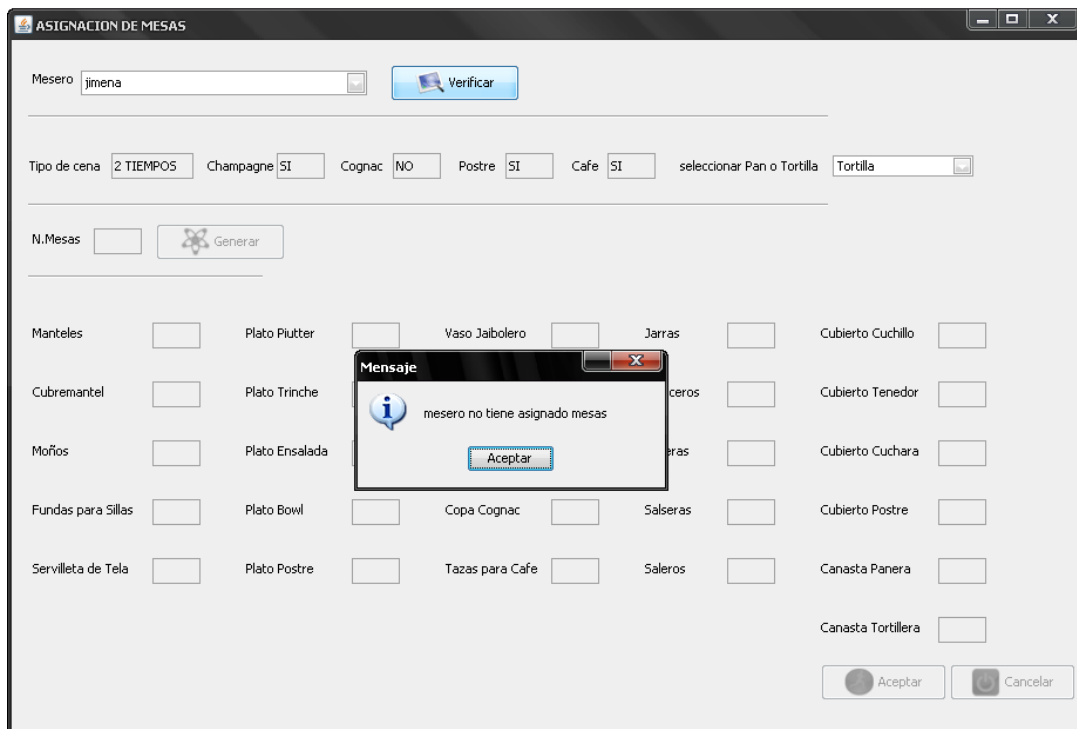 ASIGNACION DE MESAS
Mesero jimena Verificar
Tipo de cena 2 TIEMPOS Champagne SI Cognac NO Postre SI Cafe SI seleccionar Pan o Tortilla Tortilla
N.Mesas Generar
Manteles Plato Piutter Vaso Jaibolero Jarras Cubierto Cuchillo
Mensaje
Cubremantel Plato Trinche Cubierto Tenedor
mesero no tiene asignado mesas
Moños Plato Ensalada Cubierto Cuchara
Aceptar
Fundas para Sillas Plato Bowl Copa Cognac Salseras Cubierto Postre
Servilleta de Tela Plato Postre Tazas para Cafe Saleros Canasta Panera
Canasta Tortillera
Aceptar Cancelar